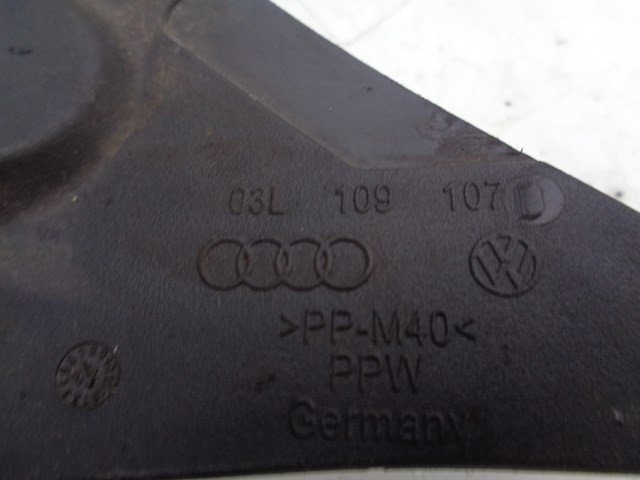 03L 109 107 D
>PP-M40<
PPW
Germany